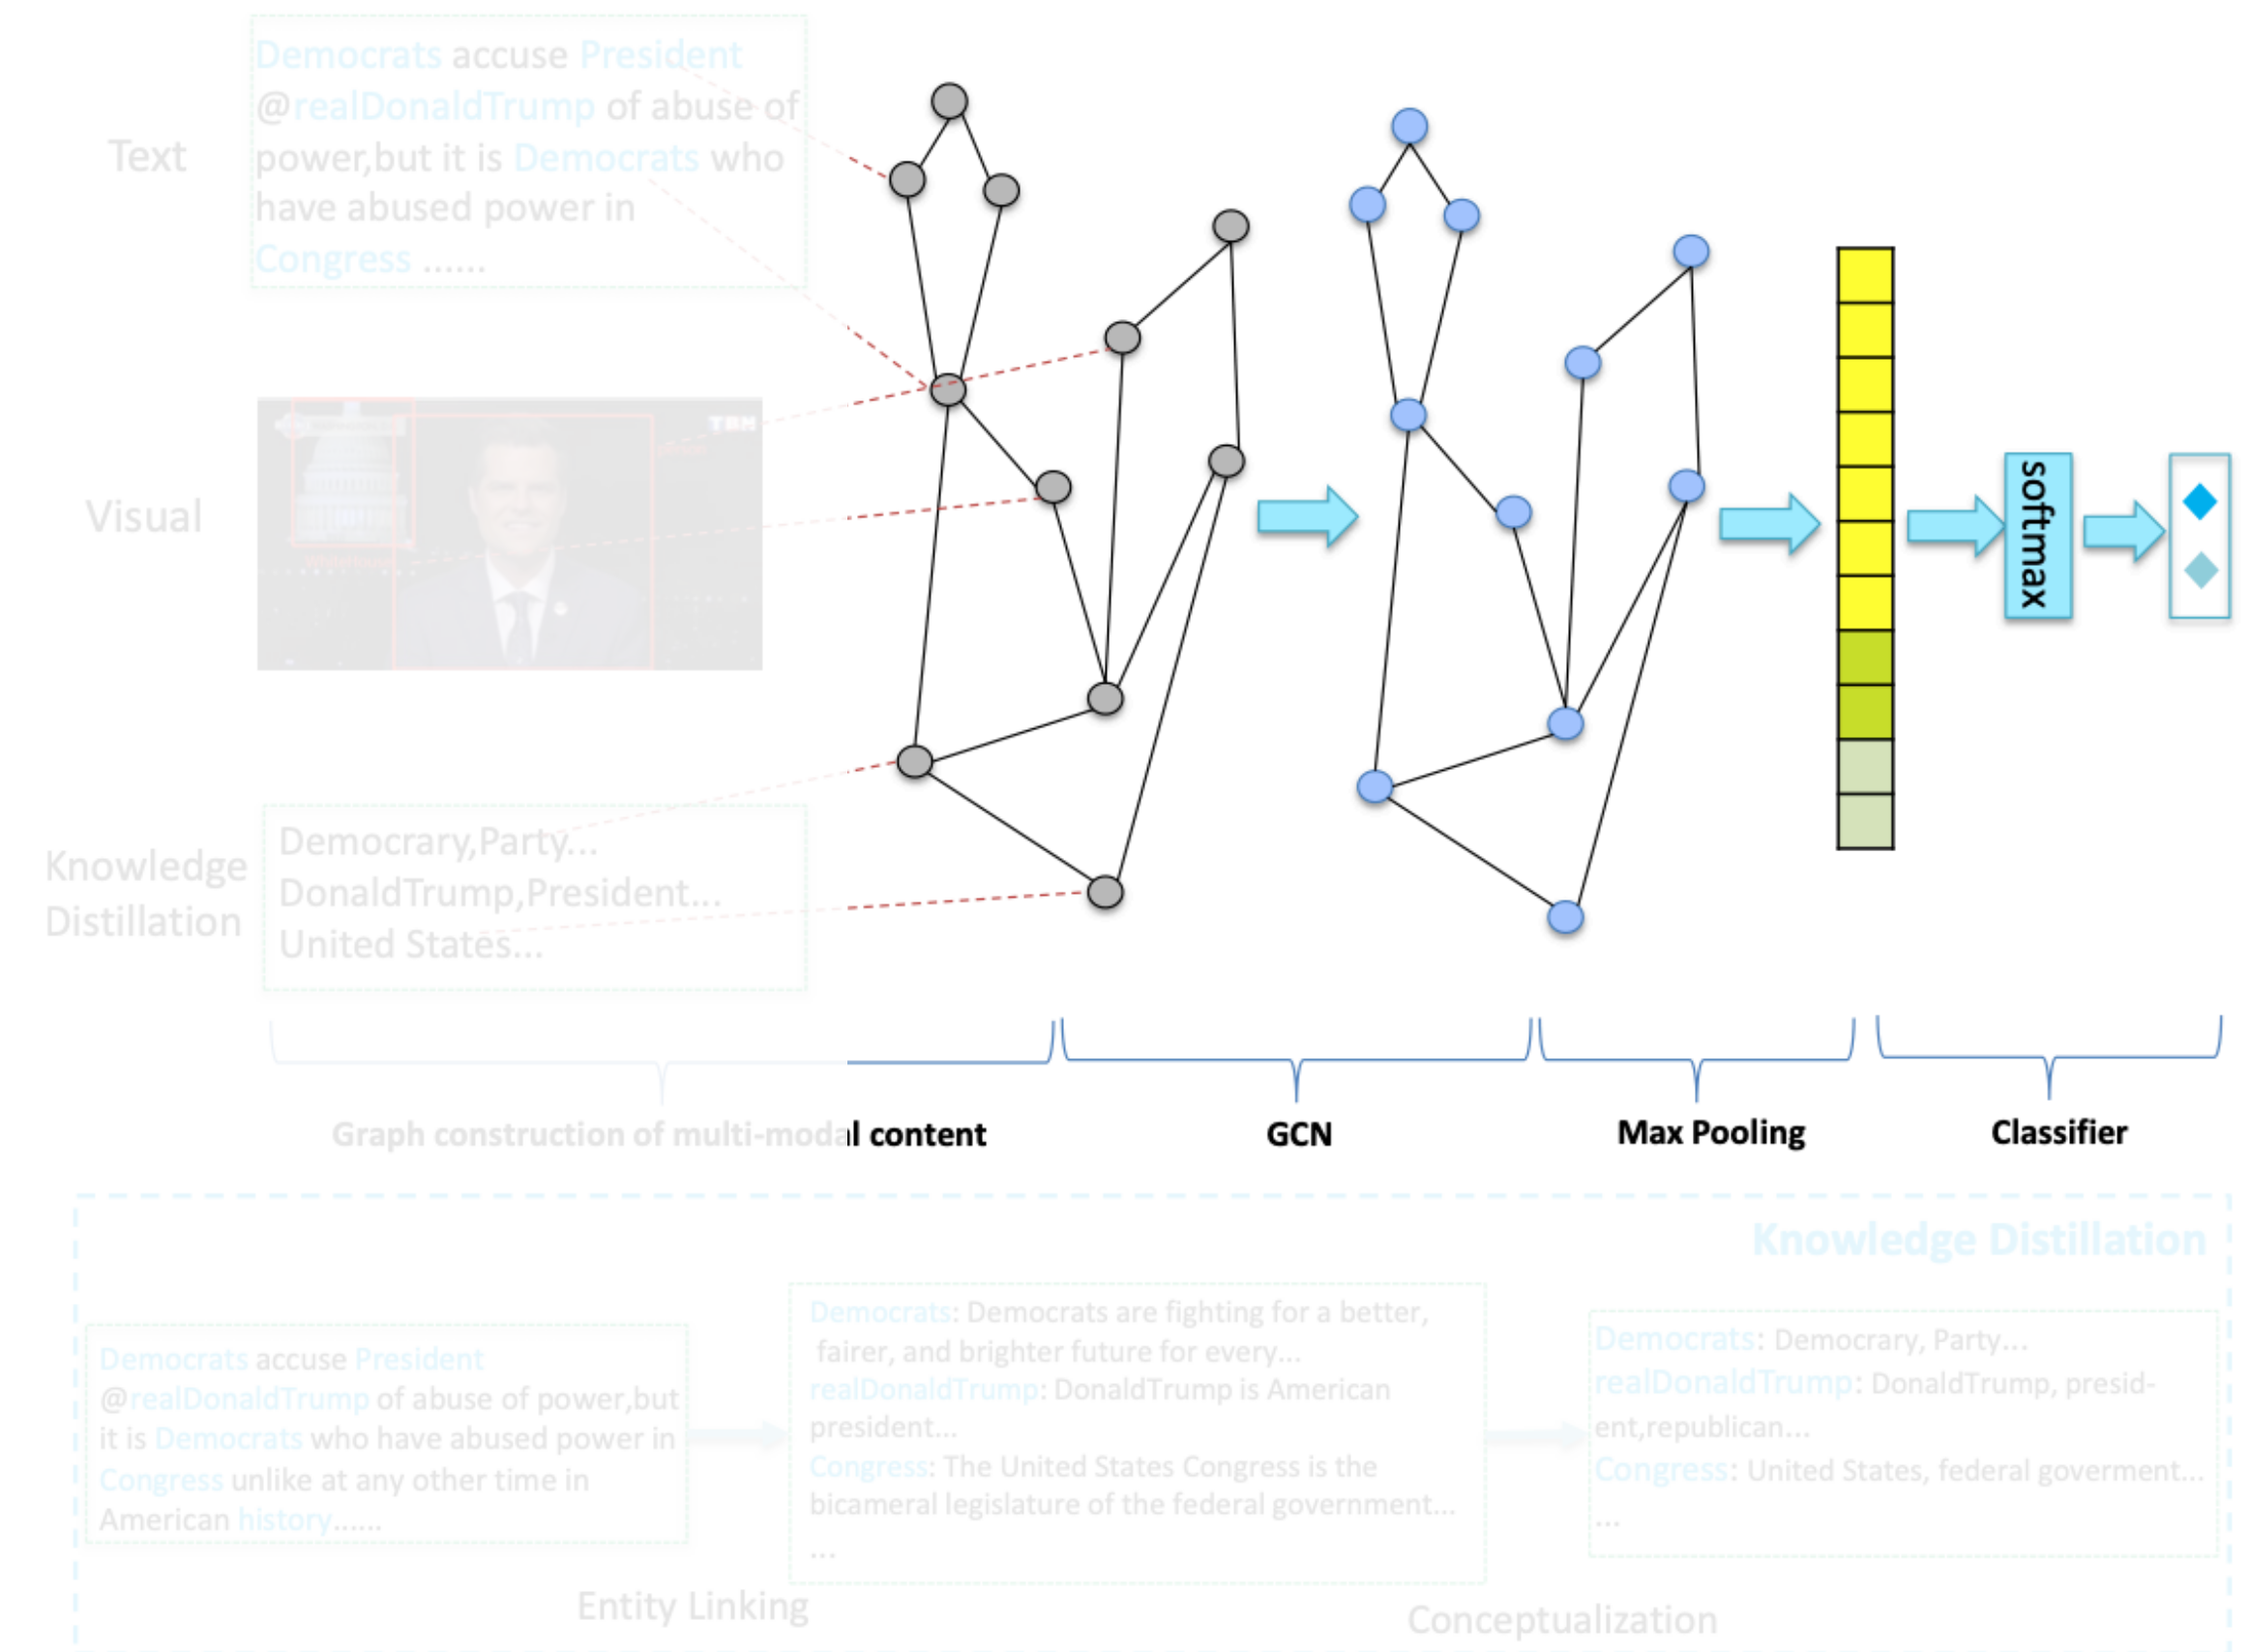 Text
Democrats accuse President
@realDonaldTrump of abuse of
power,but it is Democrats who
have abused power in
Congress ......
Visual
TBN
softmax
Knowledge
Distillation
Democrary,Party...
DonaldTrump,President...
United States...
Graph construction of multi-modal content
GCN
Max Pooling
Classifier
Knowledge Distillation
Democrats accuse President
@realDonaldTrump of abuse of power,but
it is Democrats who have abused power in
Congress unlike at any other time in
American history......
Democrats: Democrats are fighting for a better,
fairer, and brighter future for every...
realDonaldTrump: DonaldTrump is American
president...
Congress: The United States Congress is the
bicameral legislature of the federal government...
...
Democrats: Democrary, Party...
realDonaldTrump: DonaldTrump, presid-
ent,republican...
Congress: United States, federal goverment...
...
Entity Linking
Conceptualization